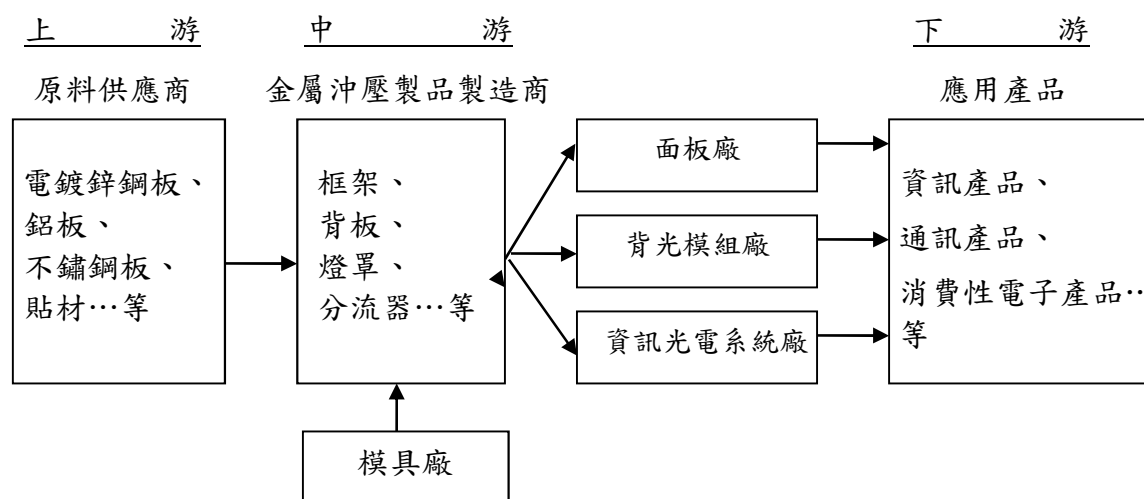 上游
中游
下游
原料供應商
金屬沖壓製品製造商
應用產品
電鍍鋅鋼板、
鋁板、
不鏽鋼板、
貼材…等
框架、
背板、
燈罩、
分流器…等
面板廠
背光模組廠
資訊光電系統廠
資訊產品、
通訊產品、
消費性電子產品…
等
模具廠